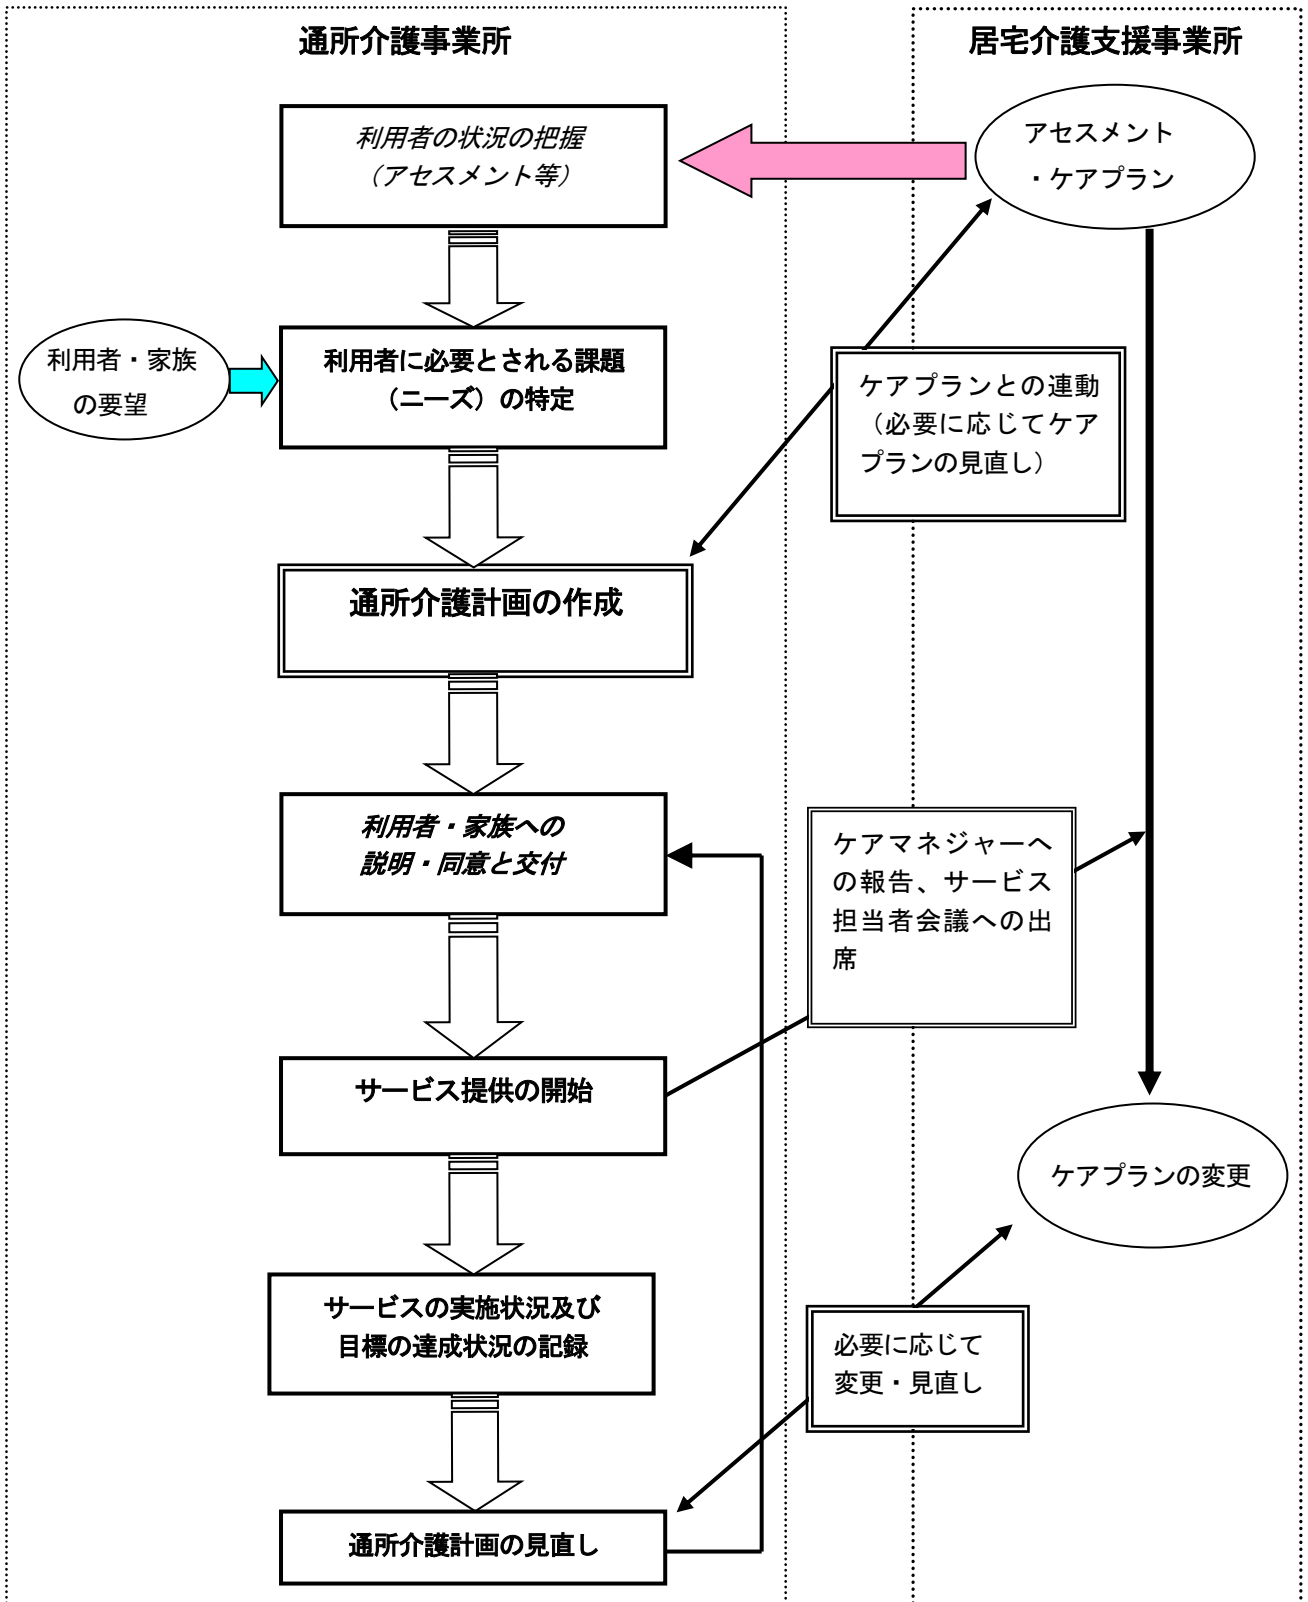 通所介護事業所
居宅介護支援事業所
利用者の状況の把握
（アセスメント等）
アセスメント
・ケアプラン
利用者・家族
の要望
利用者に必要とされる課題
（ニーズ）の特定
ケアプランとの連動
（必要に応じてケア
プランの見直し）
通所介護計画の作成
利用者・家族への
説明・同意と交付
ケアマネジャーへ
の報告、サービス
担当者会議への出
席
サービス提供の開始
ケアプランの変更
サービスの実施状況及び
目標の達成状況の記録
必要に応じて
変更・見直し
通所介護計画の見直し